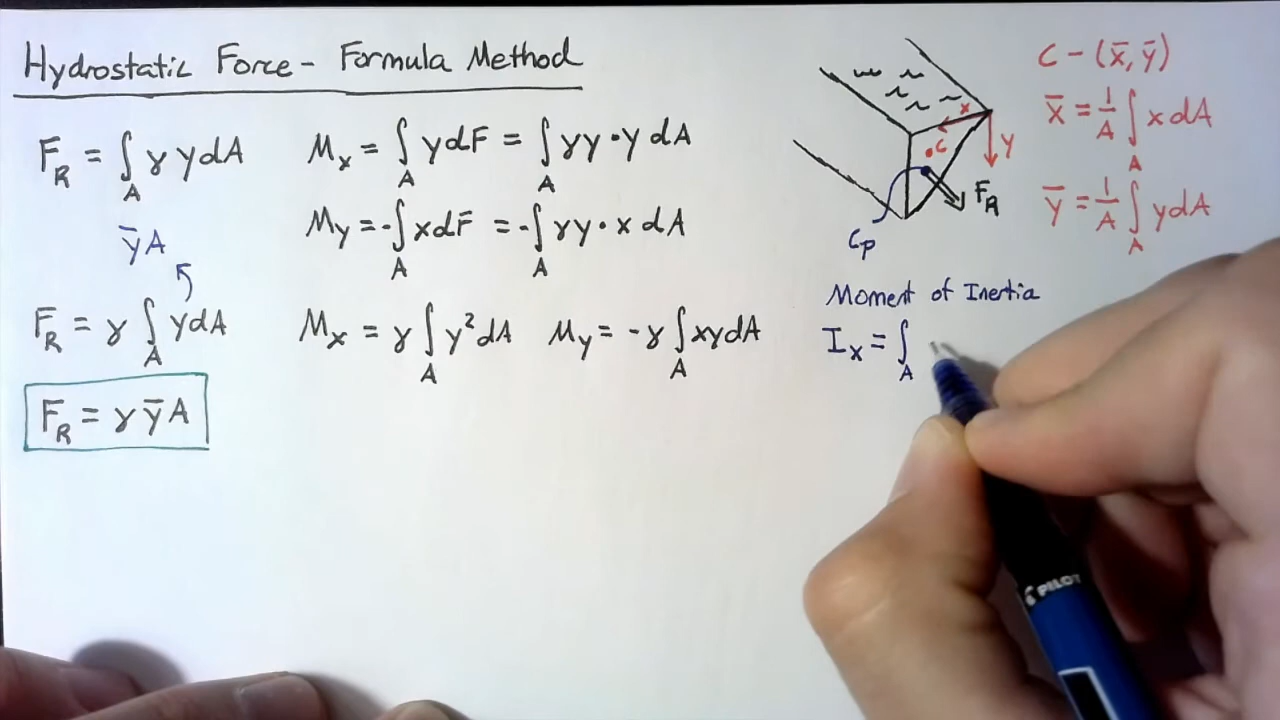 Hydrostatic Force - Formula Method
F_R = ∫_A γ y dA
M_x = ∫_A y dF = ∫_A γy · y dA
ȳA
M_y = -∫_A x dF = -∫_A γy · x dA
F_R = γ ∫_A y dA
M_x = γ ∫_A y² dA
M_y = -γ ∫_A xy dA
F_R = γ ȳ A
x
y
C
F_R
C_P
C - (x̄, ȳ)
x̄ = 1/A ∫_A x dA
ȳ = 1/A ∫_A y dA
Moment of Inertia
I_x = ∫_A
PILOT